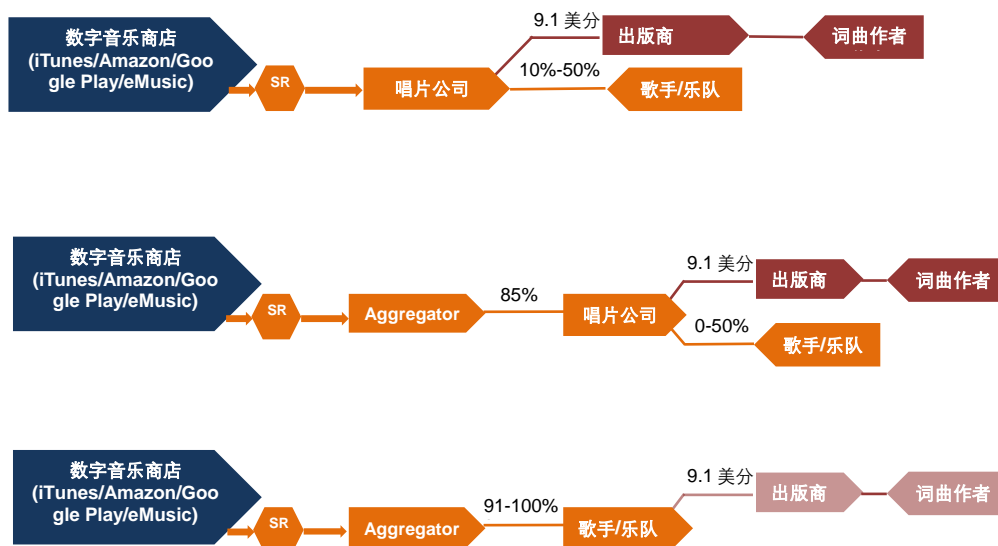 数字音乐商店
(iTunes/Amazon/Goo
gle Play/eMusic)
SR
唱片公司
9.1 美分
出版商
词曲作者
10%-50%
歌手/乐队
数字音乐商店
(iTunes/Amazon/Goo
gle Play/eMusic)
SR
Aggregator
85%
唱片公司
9.1 美分
出版商
词曲作者
0-50%
歌手/乐队
数字音乐商店
(iTunes/Amazon/Goo
gle Play/eMusic)
SR
Aggregator
91-100%
歌手/乐队
9.1 美分
出版商
词曲作者